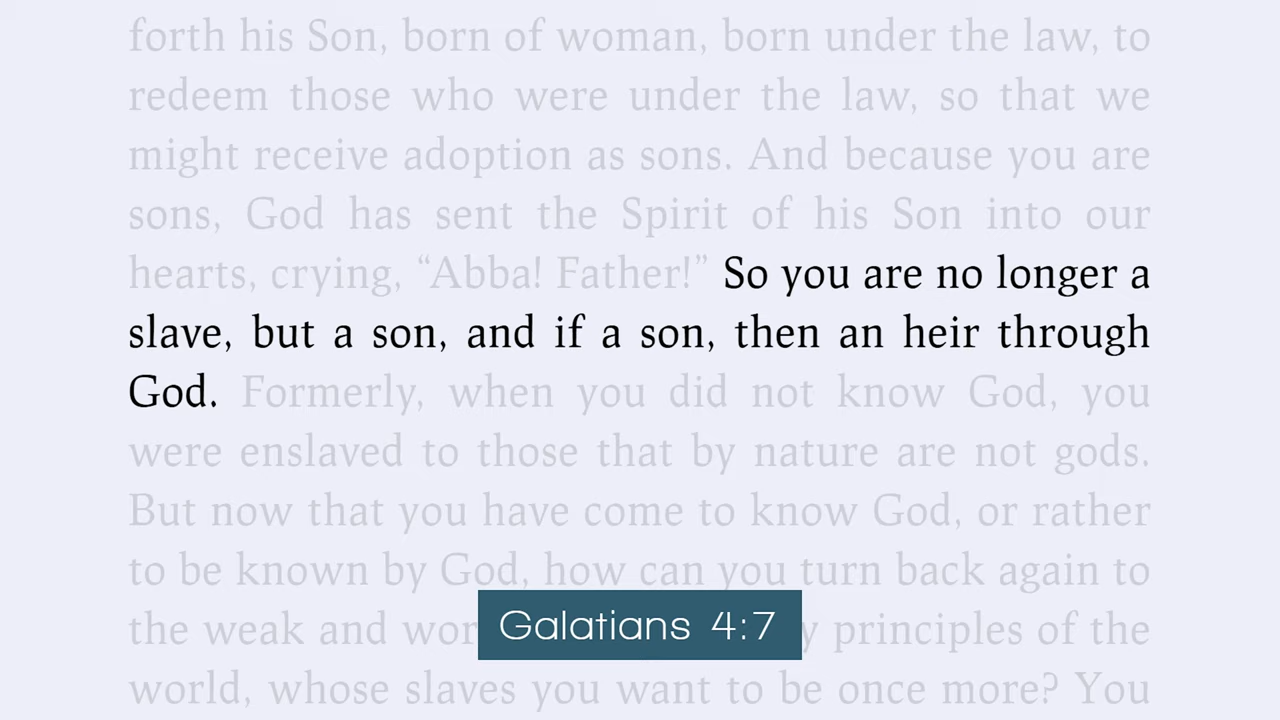 forth his Son, born of woman, born under the law, to
redeem those who were under the law, so that we
might receive adoption as sons. And because you are
sons, God has sent the Spirit of his Son into our
hearts, crying, “Abba! Father!” So you are no longer a
slave, but a son, and if a son, then an heir through
God. Formerly, when you did not know God, you
were enslaved to those that by nature are not gods.
But now that you have come to know God, or rather
to be known by God, how can you turn back again to
the weak and principles of the
Galatians 4:7
world, whose slaves you want to be once more? You